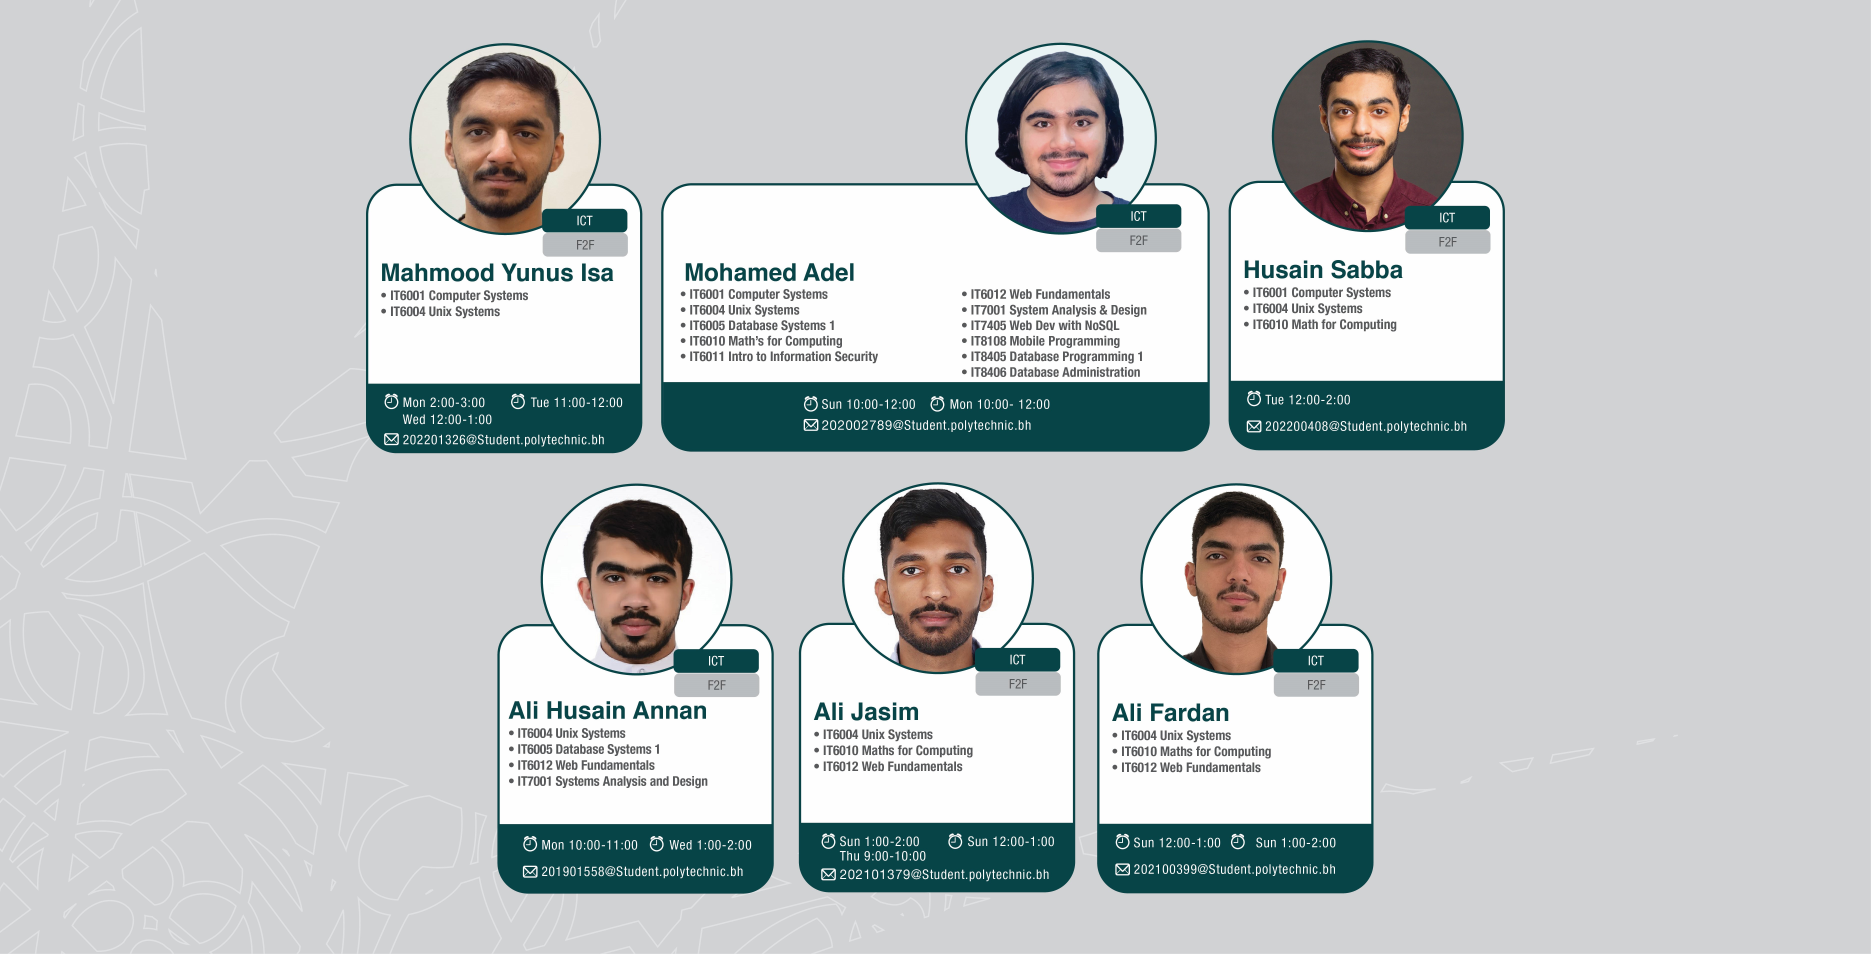 ICT
F2F
Mahmood Yunus Isa
• IT6001 Computer Systems
• IT6004 Unix Systems
Mon 2:00-3:00 Tue 11:00-12:00
Wed 12:00-1:00
202201326@Student.polytechnic.bh
ICT
F2F
Mohamed Adel
• IT6001 Computer Systems
• IT6004 Unix Systems
• IT6005 Database Systems 1
• IT6010 Math's for Computing
• IT6011 Intro to Information Security
• IT6012 Web Fundamentals
• IT7001 System Analysis & Design
• IT7405 Web Dev with NoSQL
• IT8108 Mobile Programming
• IT8405 Database Programming 1
• IT8406 Database Administration
Sun 10:00-12:00 Mon 10:00- 12:00
202002789@Student.polytechnic.bh
ICT
F2F
Husain Sabba
• IT6001 Computer Systems
• IT6004 Unix Systems
• IT6010 Math for Computing
Tue 12:00-2:00
202200408@Student.polytechnic.bh
ICT
F2F
Ali Husain Annan
• IT6004 Unix Systems
• IT6005 Database Systems 1
• IT6012 Web Fundamentals
• IT7001 Systems Analysis and Design
Mon 10:00-11:00 Wed 1:00-2:00
201901558@Student.polytechnic.bh
ICT
F2F
Ali Jasim
• IT6004 Unix Systems
• IT6010 Maths for Computing
• IT6012 Web Fundamentals
Sun 1:00-2:00 Sun 12:00-1:00
Thu 9:00-10:00
202101379@Student.polytechnic.bh
ICT
F2F
Ali Fardan
• IT6004 Unix Systems
• IT6010 Maths for Computing
• IT6012 Web Fundamentals
Sun 12:00-1:00 Sun 1:00-2:00
202100399@Student.polytechnic.bh